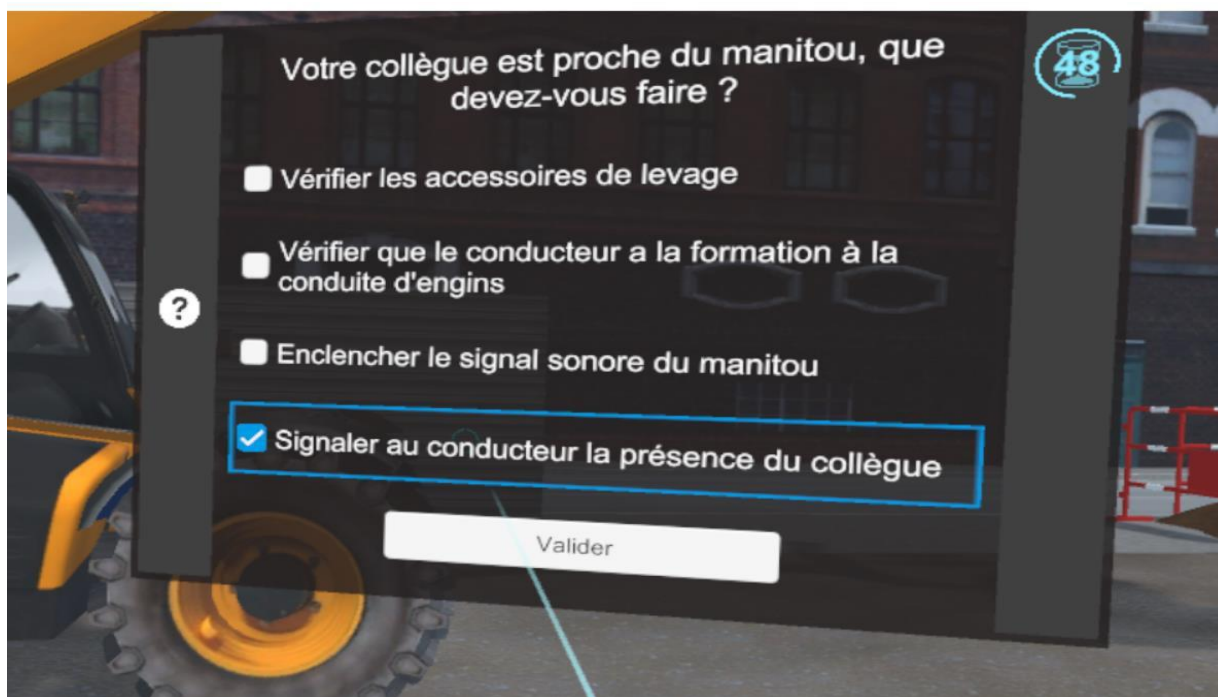 Votre collègue est proche du manitou, que
devez-vous faire ?
48
Vérifier les accessoires de levage
Vérifier que le conducteur a la formation à la
conduite d'engins
?
Enclencher le signal sonore du manitou
Signaler au conducteur la présence du collègue
Valider